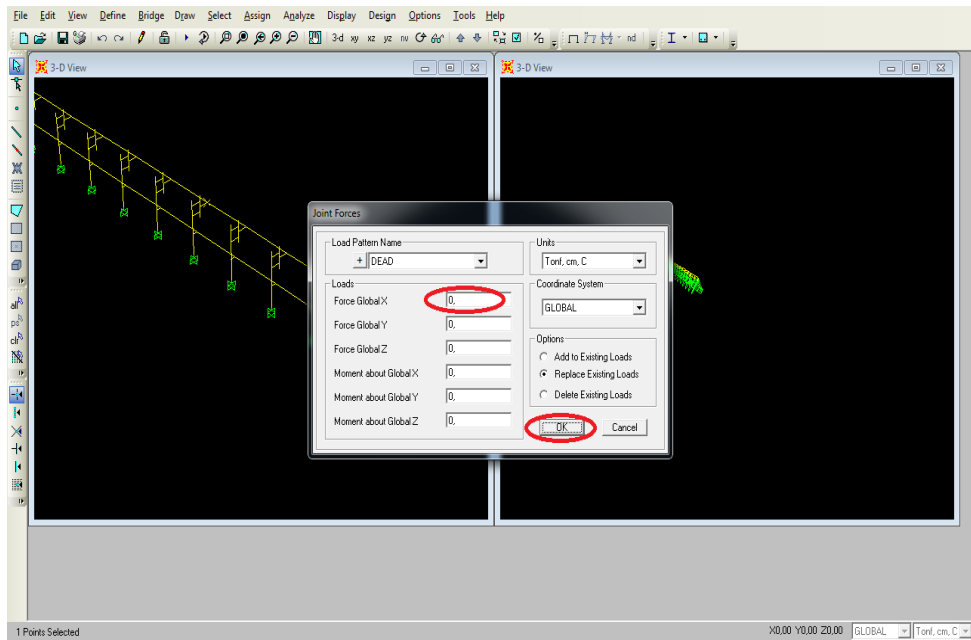 File Edit View Define Bridge Draw Select Assign Analyze Display Design Options Tools Help
3-d xy xz yz nv nd
3-D View
3-D View
Joint Forces
Load Pattern Name
+ DEAD
Units
Tonf, cm, C
Loads
Force Global X 0,
Force Global Y 0,
Force Global Z 0,
Moment about Global X 0,
Moment about Global Y 0,
Moment about Global Z 0,
Coordinate System
GLOBAL
Options
Add to Existing Loads
Replace Existing Loads
Delete Existing Loads
OK Cancel
all
ps
clr
1 Points Selected
X0,00 Y0,00 Z0,00 GLOBAL Tonf, cm, C